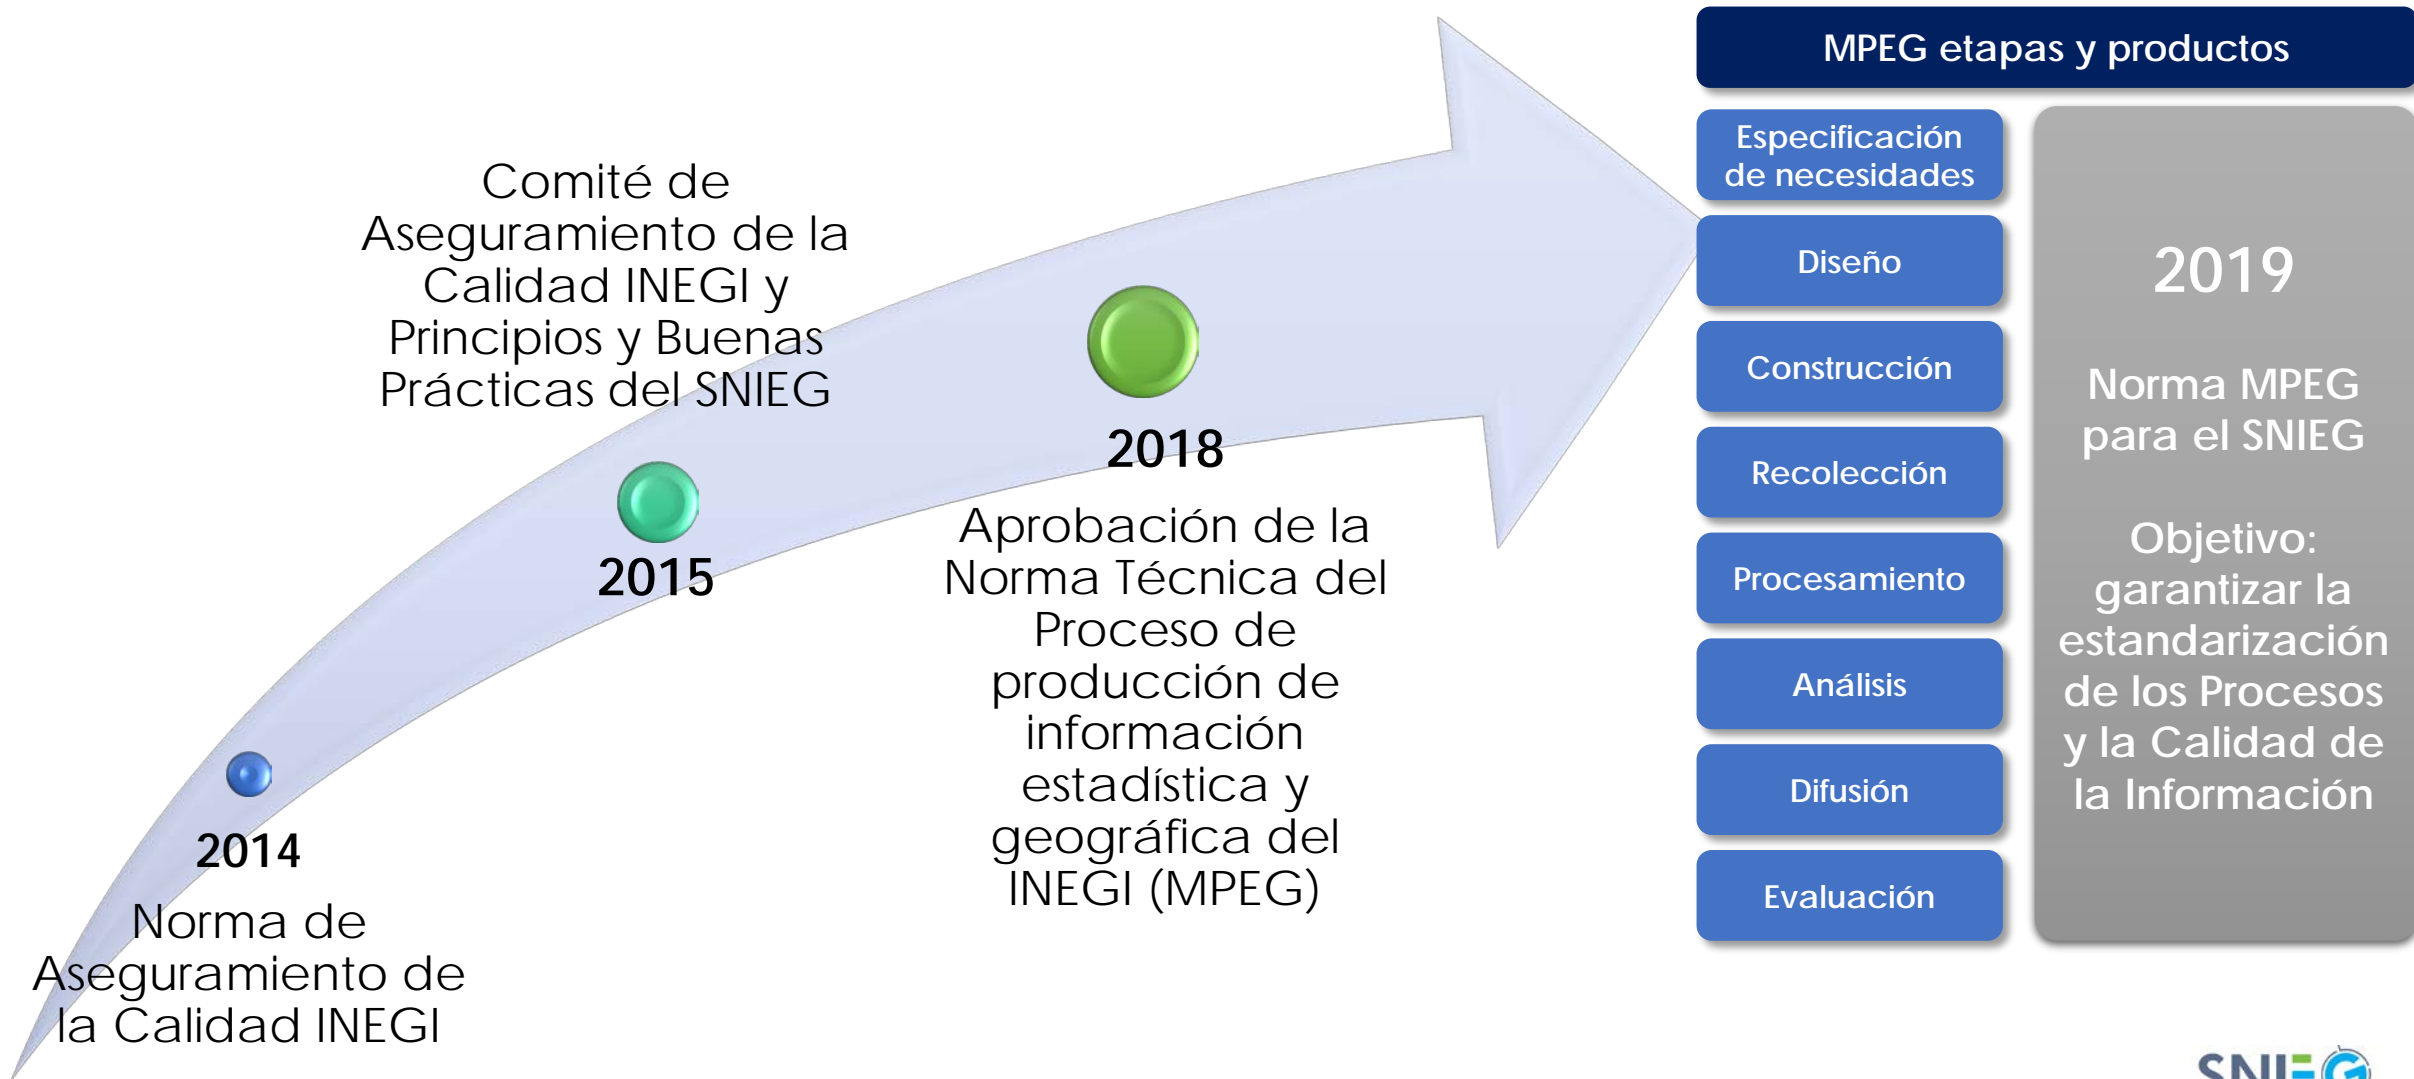 Comité de
Aseguramiento de la
Calidad INEGI y
Principios y Buenas
Prácticas del SNIEG
2014
Norma de
Aseguramiento de
la Calidad INEGI
2015
2018
Aprobación de la
Norma Técnica del
Proceso de
producción de
información
estadística y
geográfica del
INEGI (MPEG)
MPEG etapas y productos
Especificación
de necesidades
Diseño
Construcción
Recolección
Procesamiento
Análisis
Difusión
Evaluación
2019
Norma MPEG
para el SNIEG
Objetivo:
garantizar la
estandarización
de los Procesos
y la Calidad de
la Información
SNIEG